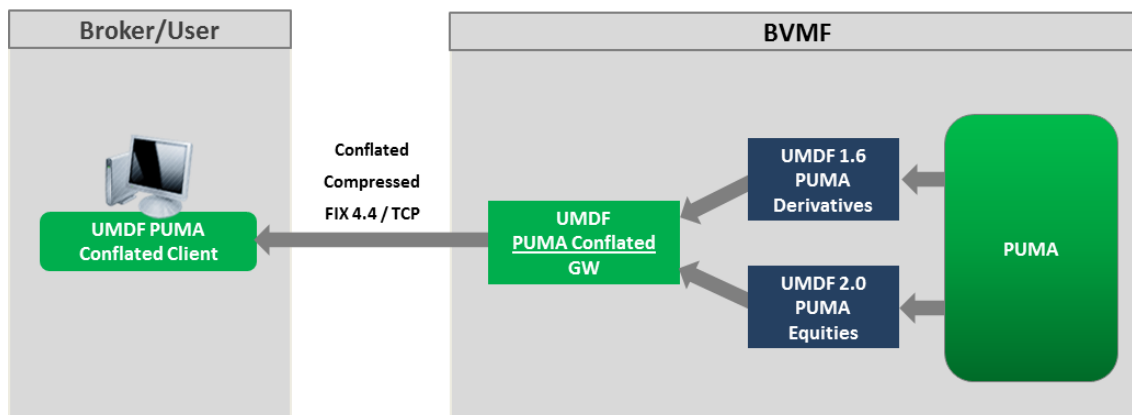 Broker/User
BVMF
Conflated
Compressed
FIX 4.4 / TCP
UMDF PUMA
Conflated Client
UMDF
PUMA Conflated
GW
UMDF 1.6
PUMA
Derivatives
UMDF 2.0
PUMA
Equities
PUMA